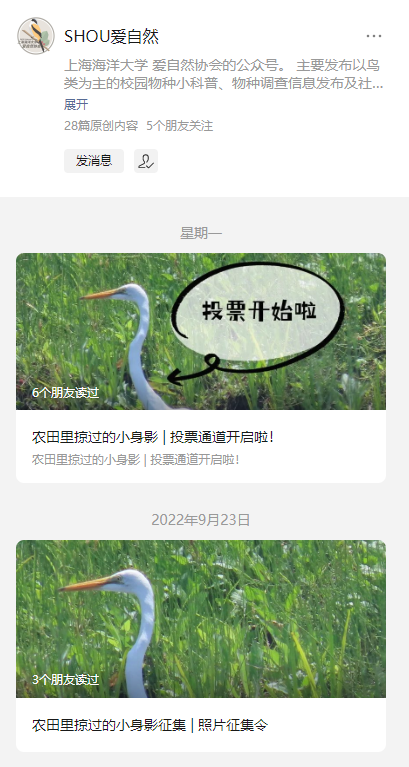 SHOU爱自然
上海海洋大学 爱自然协会的公众号。 主要发布以鸟
类为主的校园物种小科普、物种调查信息发布及社...
展开
28篇原创内容 5个朋友关注
发消息
星期一
投票开始啦
6个朋友读过
农田里掠过的小身影 | 投票通道开启啦！
农田里掠过的小身影 | 投票通道开启啦！
2022年9月23日
3个朋友读过
农田里掠过的小身影征集 | 照片征集令